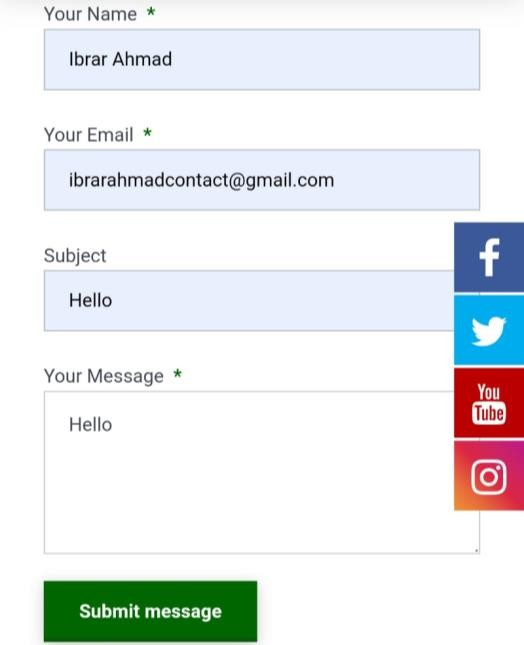 Your Name *
Ibrar Ahmad
Your Email *
ibrarahmadcontact@gmail.com
Subject
Hello
Your Message *
Hello
You
Tube
Submit message